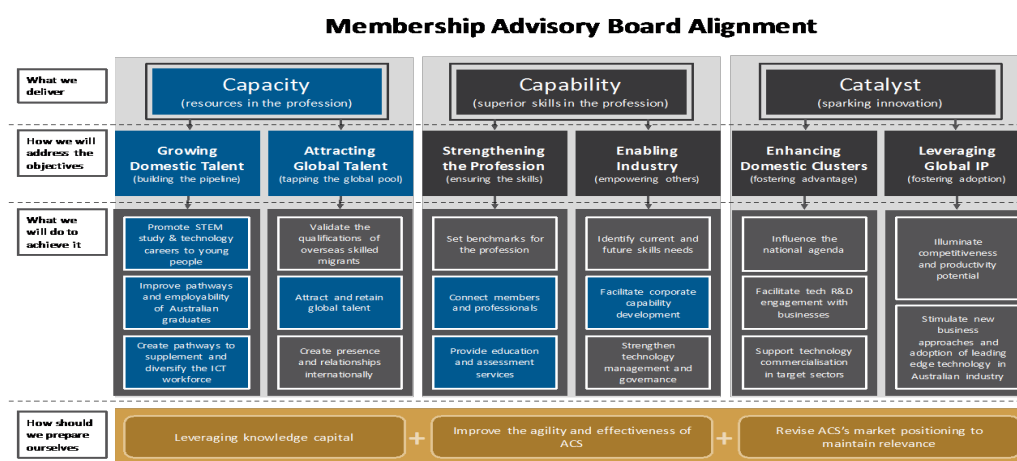 Membership Advisory Board Alignment
What we
deliver
Capacity
(resources in the profession)
Capability
(superior skills in the profession)
Catalyst
(sparking innovation)
How we will
address the
objectives
Growing
Domestic Talent
(building the pipeline)
Attracting
Global Talent
(tapping the global pool)
Strengthening
the Profession
(ensuring the skills)
Enabling
Industry
(empowering others)
Enhancing
Domestic Clusters
(fostering advantage)
Leveraging
Global IP
(fostering adoption)
What we
will do to
achieve it
Promote STEM
study & technology
careers to young
people
Improve pathways
and employability
of Australian
graduates
Create pathways to
supplement and
diversify the ICT
workforce
Validate the
qualifications of
overseas skilled
migrants
Attract and retain
global talent
Create presence
and relationships
internationally
Set benchmarks for
the profession
Connect members
and professionals
Provide education
and assessment
services
Identify current and
future skills needs
Facilitate corporate
capability
development
Strengthen
technology
management and
governance
Influence the
national agenda
Facilitate tech R&D
engagement with
businesses
Support technology
commercialisation
in target sectors
Illuminate
competitiveness
and productivity
potential
Stimulate new
business
approaches and
adoption of leading
edge technology in
Australian industry
How should
we prepare
ourselves
Leveraging knowledge capital
+
Improve the agility and effectiveness of
ACS
+
Revise ACS's market positioning to
maintain relevance